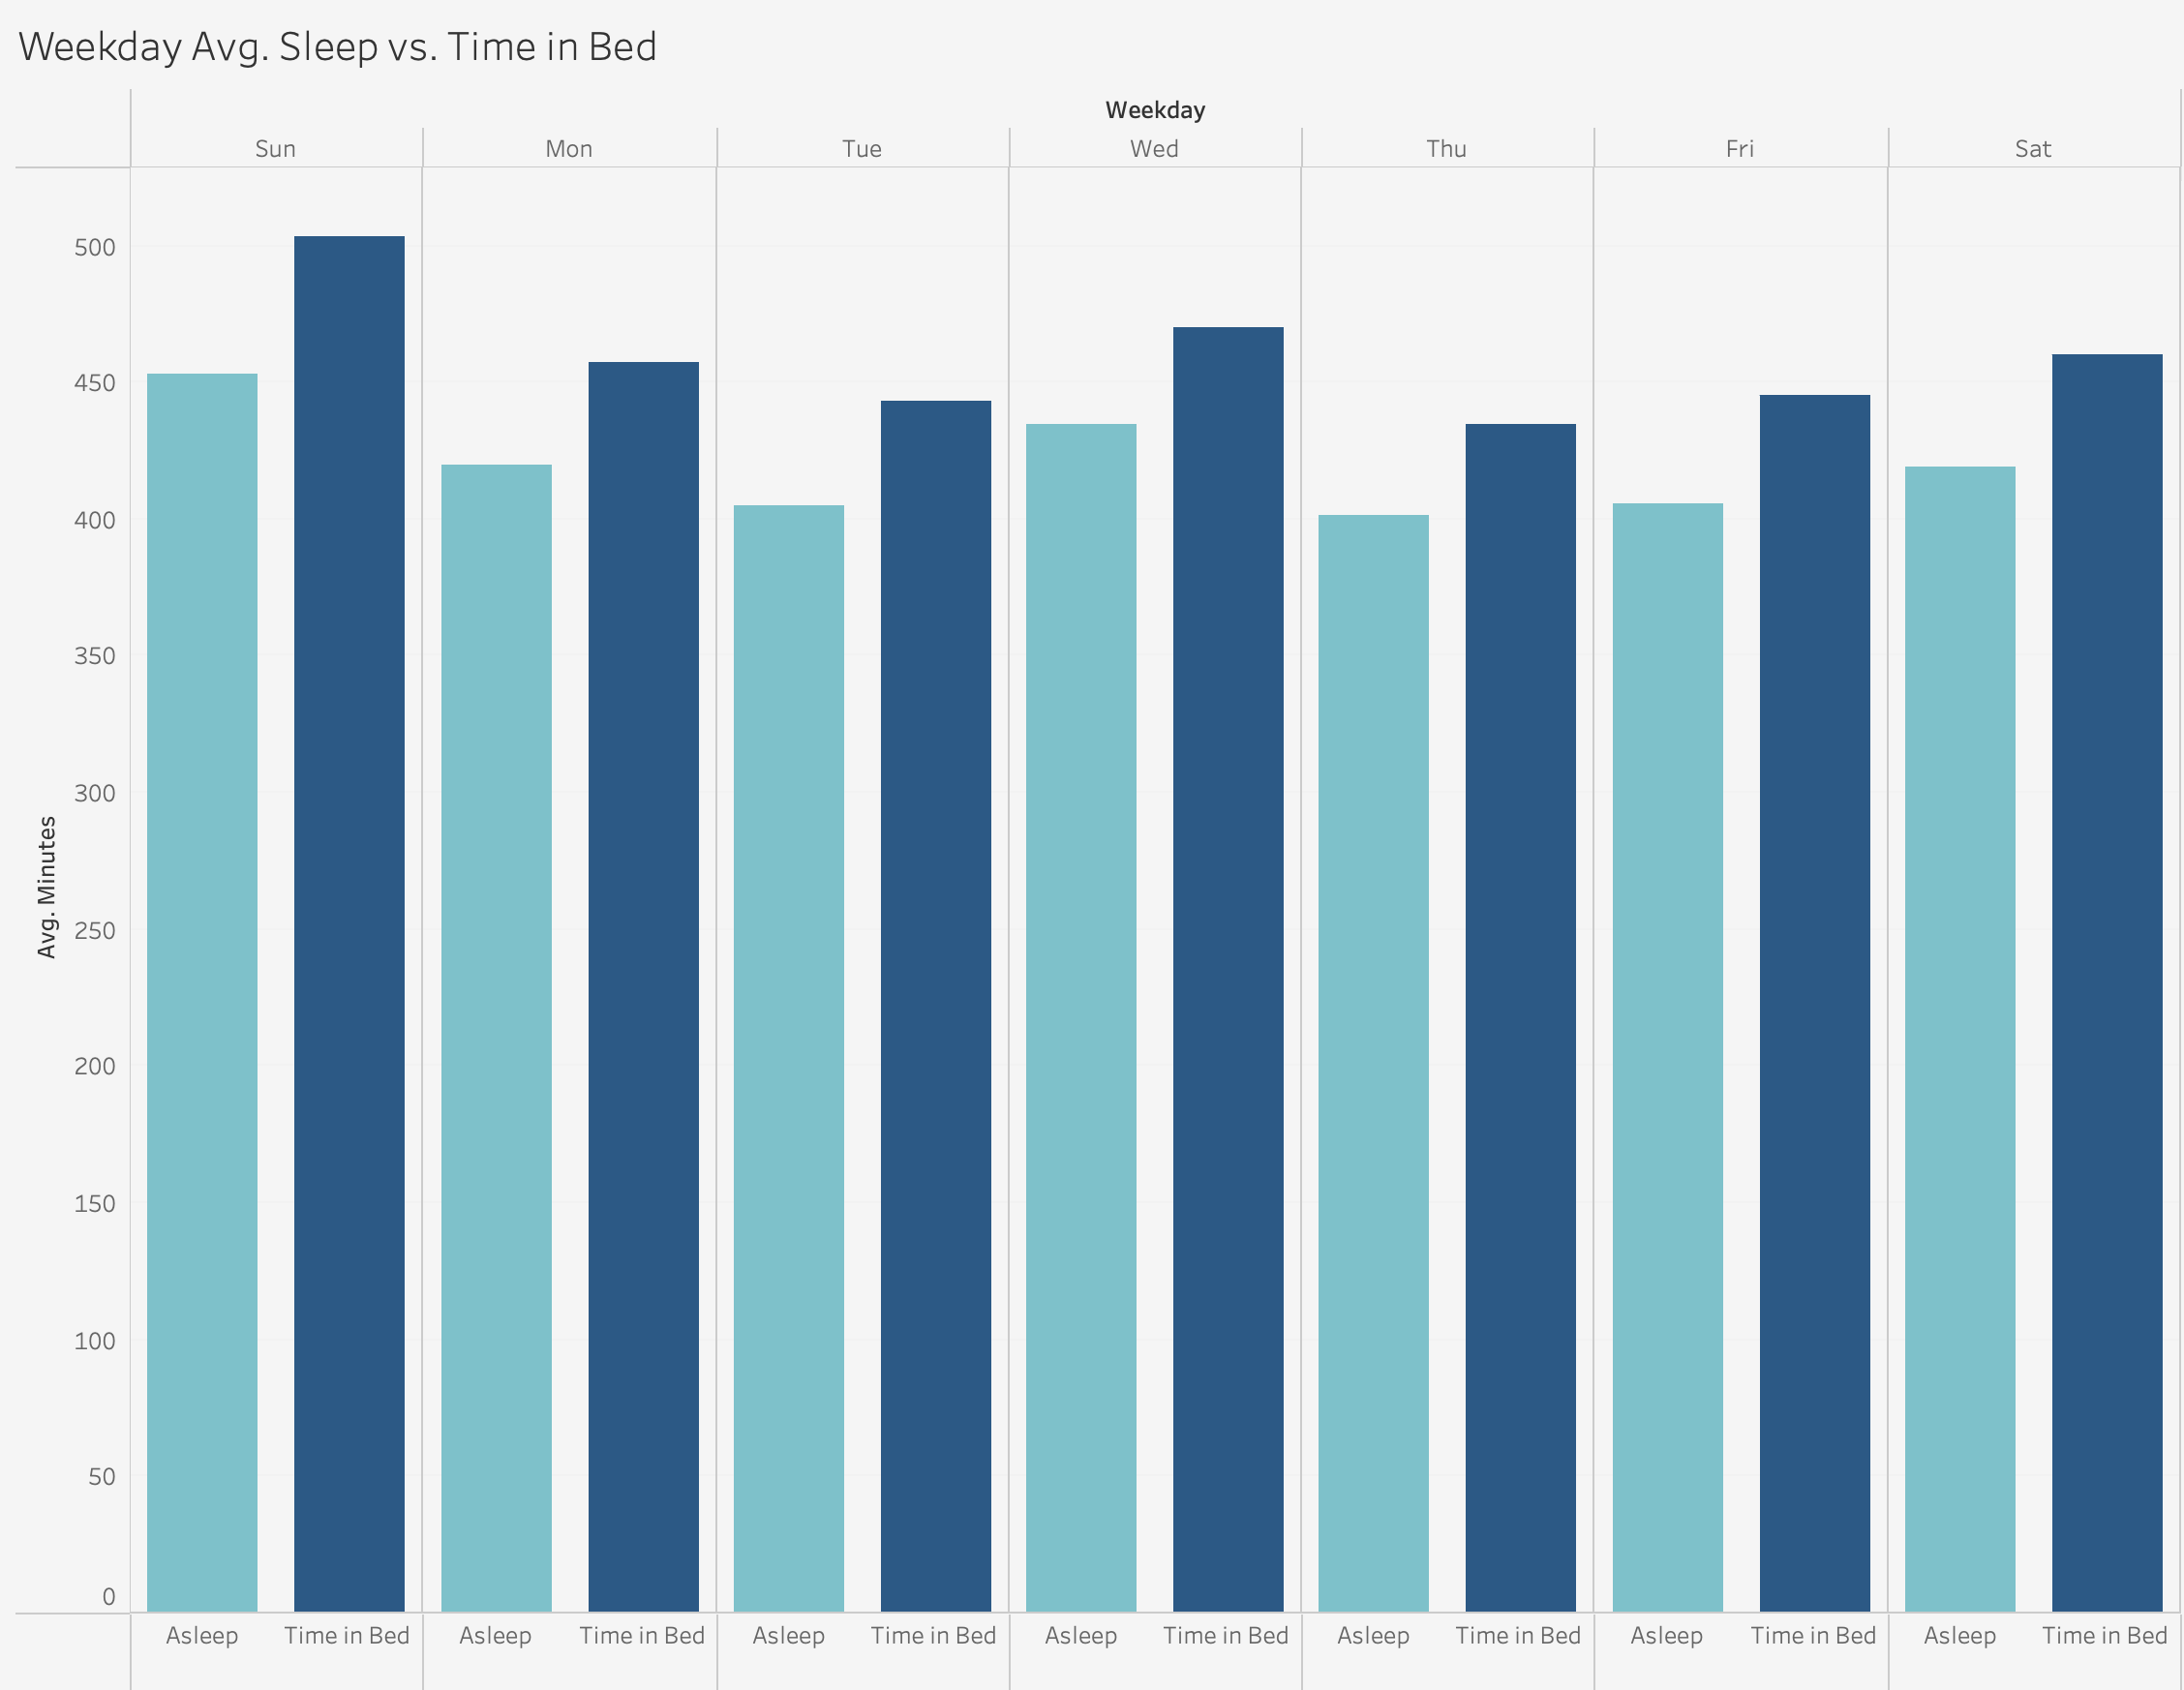 Weekday Avg. Sleep vs. Time in Bed
Weekday
Sun Mon Tue Wed Thu Fri Sat
500
450
400
350
300
250
200
150
100
50
0
Avg. Minutes
Asleep Time in Bed Asleep Time in Bed Asleep Time in Bed Asleep Time in Bed Asleep Time in Bed Asleep Time in Bed Asleep Time in Bed